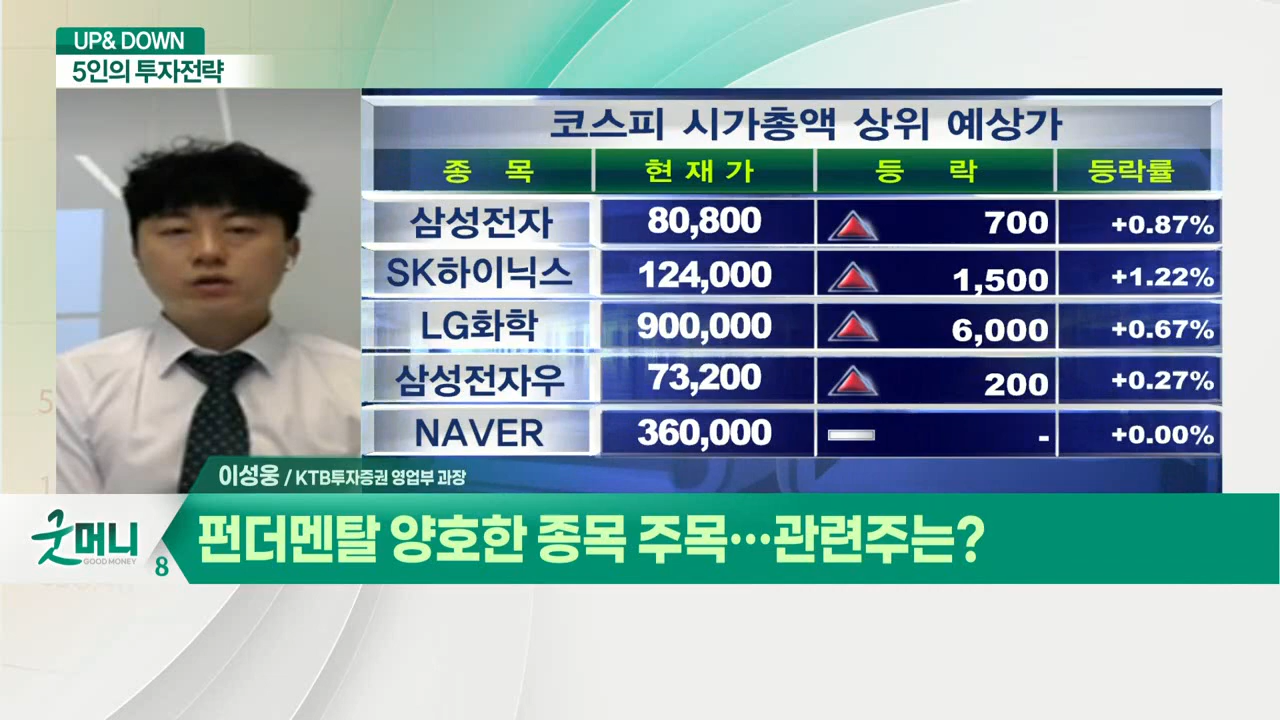 UP& DOWN
5인의 투자전략
코스피 시가총액 상위 예상가
종 목 현 재 가 등 락 등락률
삼성전자 80,800 700 +0.87%
SK하이닉스 124,000 1,500 +1.22%
LG화학 900,000 6,000 +0.67%
삼성전자우 73,200 200 +0.27%
NAVER 360,000 - +0.00%
이성웅 / KTB투자증권 영업부 과장
굿머니
GOOD MONEY
8
펀더멘탈 양호한 종목 주목…관련주는?
5
1